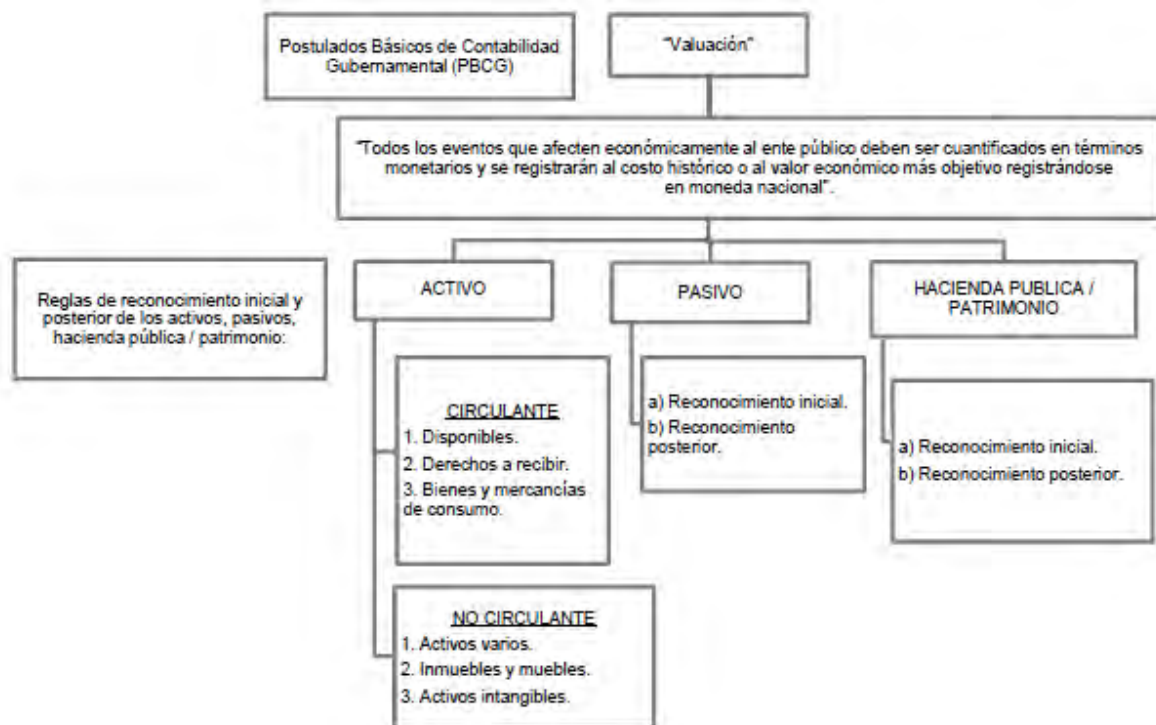 Postulados Básicos de Contabilidad
Gubernamental (PBCG)
"Valuación"
"Todos los eventos que afecten económicamente al ente público deben ser cuantificados en términos
monetarios y se registrarán al costo histórico o al valor económico más objetivo registrándose
en moneda nacional".
Reglas de reconocimiento inicial y
posterior de los activos, pasivos,
hacienda pública / patrimonio:
ACTIVO
PASIVO
HACIENDA PUBLICA /
PATRIMONIO
CIRCULANTE
1. Disponibles.
2. Derechos a recibir.
3. Bienes y mercancías
de consumo.
a) Reconocimiento inicial.
b) Reconocimiento
posterior.
a) Reconocimiento inicial.
b) Reconocimiento posterior.
NO CIRCULANTE
1. Activos varios.
2. Inmuebles y muebles.
3. Activos intangibles.